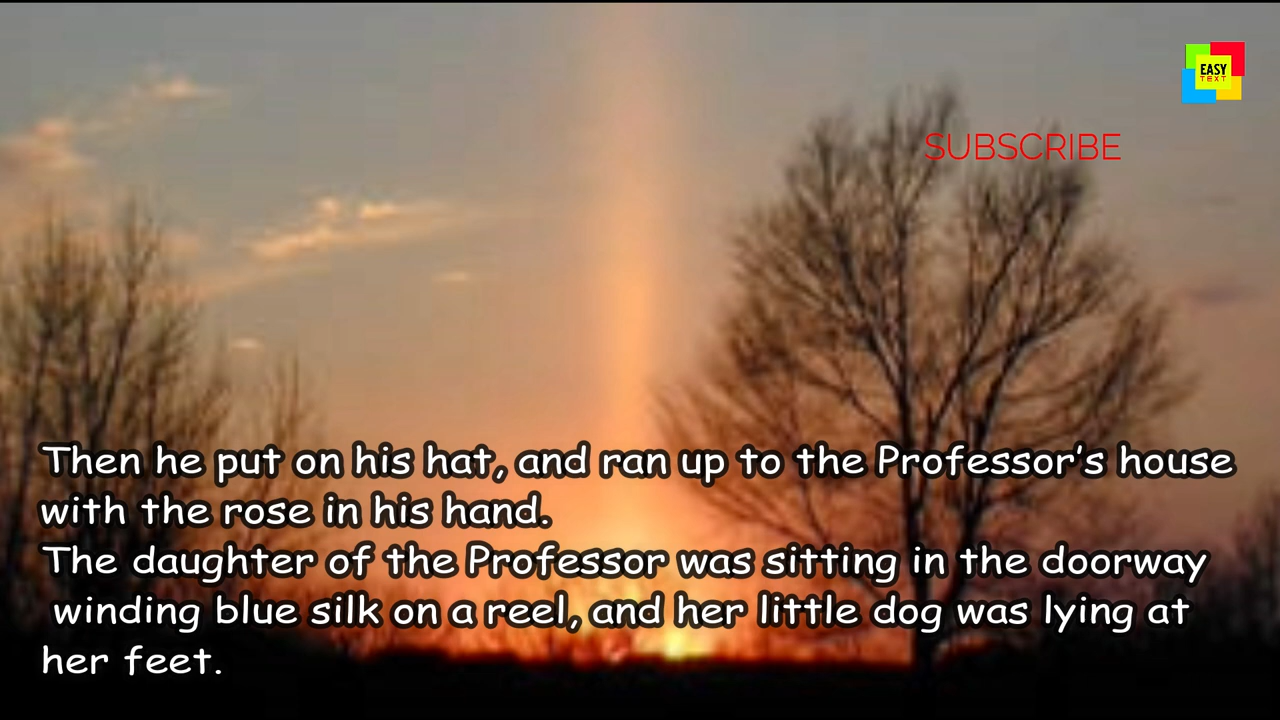 EASY
TEXT
SUBSCRIBE
Then he put on his hat, and ran up to the Professor's house
with the rose in his hand.
The daughter of the Professor was sitting in the doorway
winding blue silk on a reel, and her little dog was lying at
her feet.